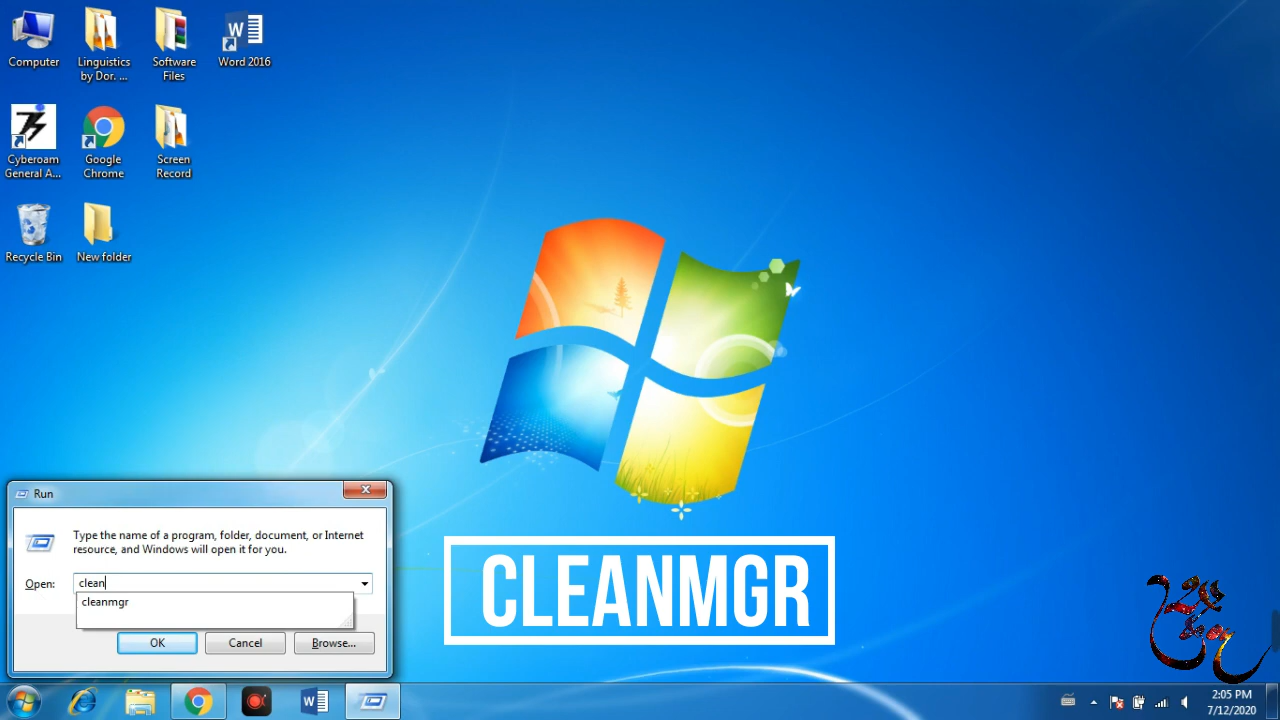 Computer
Linguistics
by Dor. ...
Software
Files
Word 2016
Cyberoam
General A...
Google
Chrome
Screen
Record
Recycle Bin
New folder
Run
Type the name of a program, folder, document, or Internet
resource, and Windows will open it for you.
Open:
clean
cleanmgr
OK
Cancel
Browse...
CLEANMGR
2:05 PM
7/12/2020